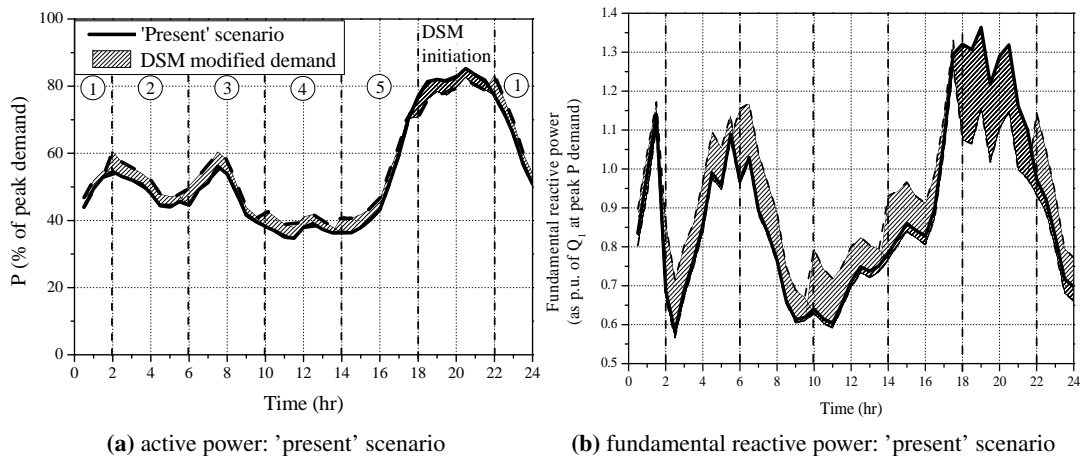 100
80
60
40
20
0
P (% of peak demand)
'Present' scenario
DSM modified demand
DSM
initiation
1 2 3 4 5 1
0 2 4 6 8 10 12 14 16 18 20 22 24
Time (hr)
(a) active power: 'present' scenario
1.4
1.3
1.2
1.1
1.0
0.9
0.8
0.7
0.6
0.5
Fundamental reactive power
(as p.u. of Q1 at peak P demand)
0 2 4 6 8 10 12 14 16 18 20 22 24
Time (hr)
(b) fundamental reactive power: 'present' scenario